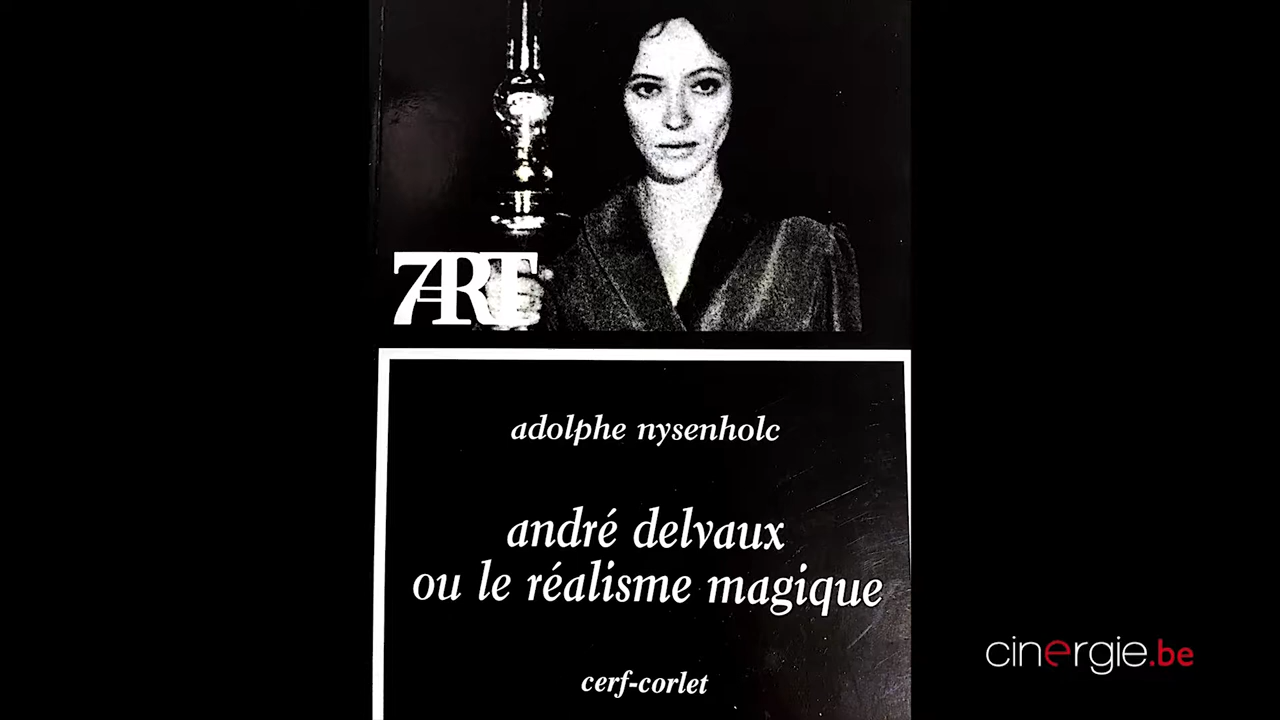 7ART
adolphe nysenholc
andré delvaux
ou le réalisme magique
cerf-corlet
cinergie.be